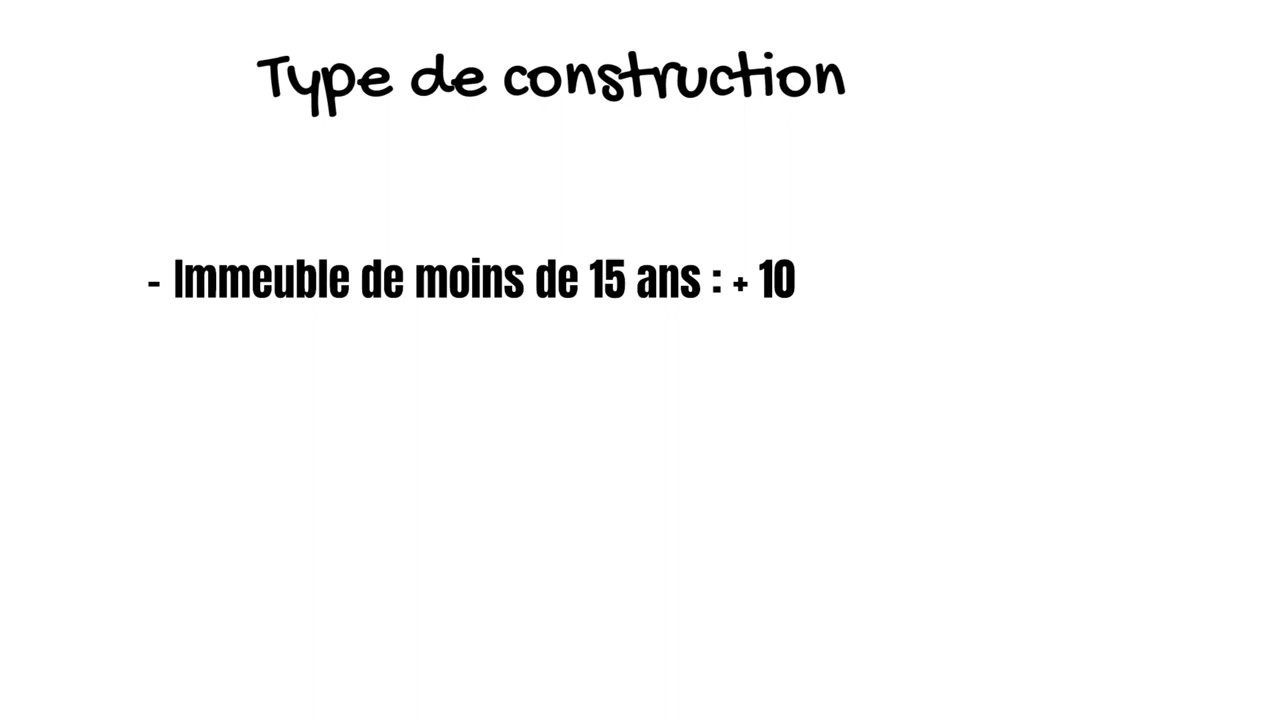 Type de construction
- Immeuble de moins de 15 ans : + 10